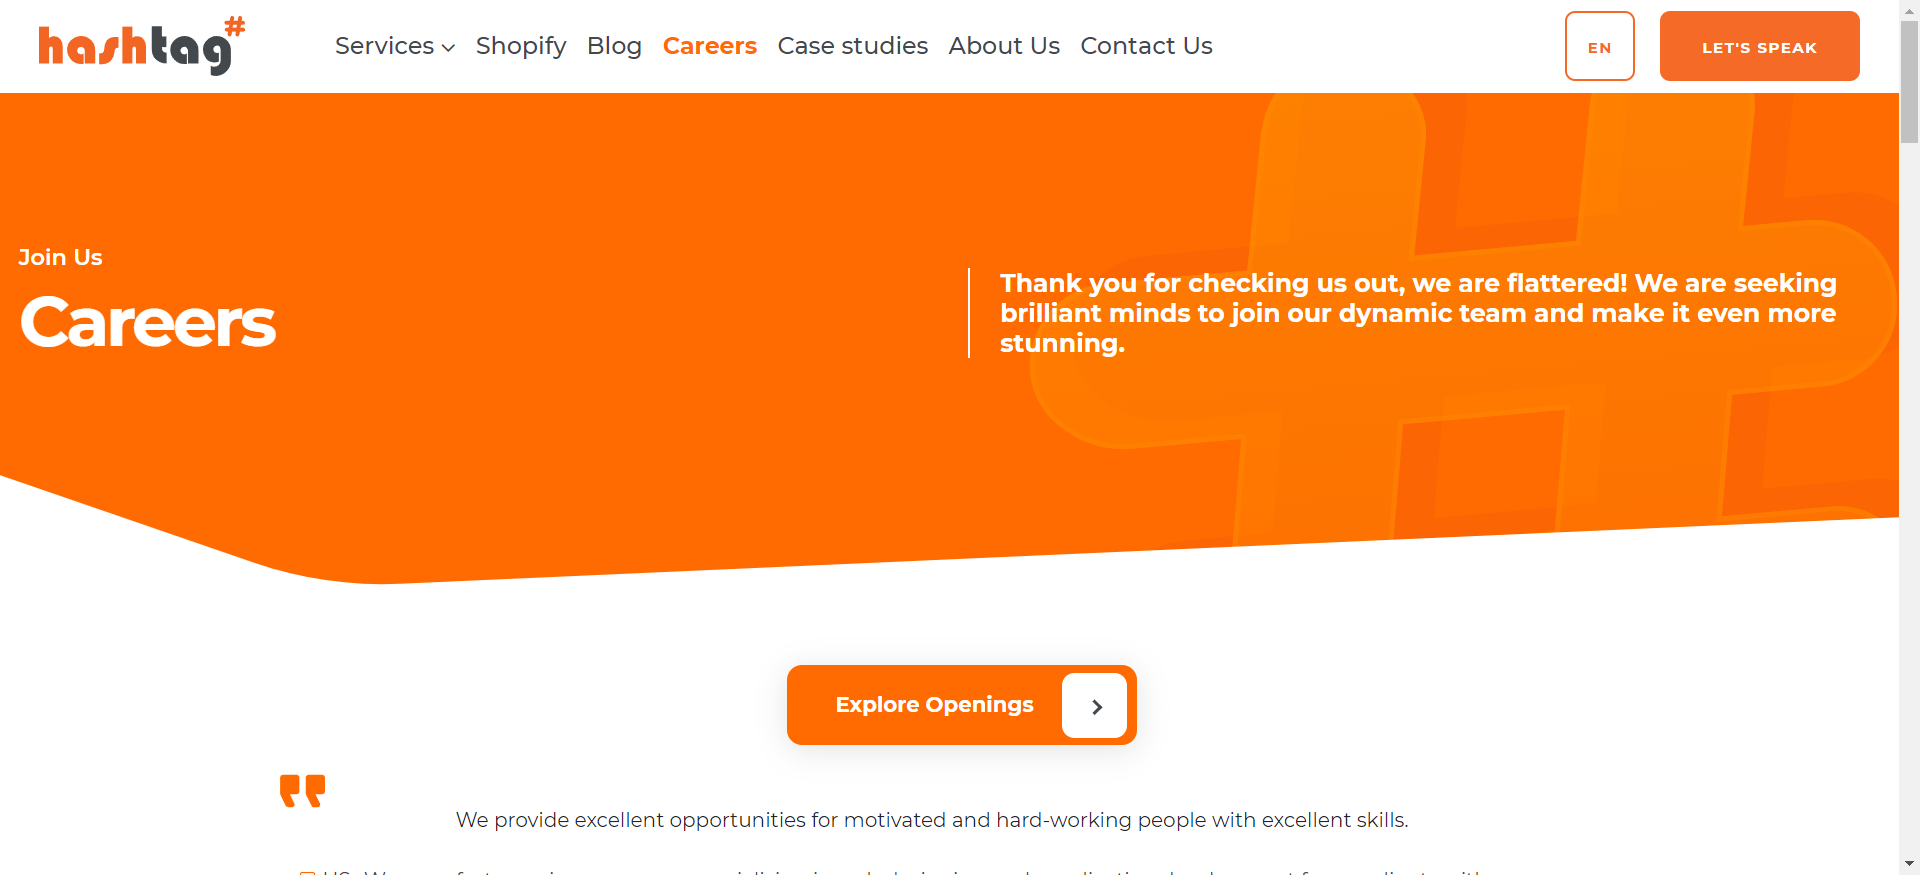 hashtag#
Services Shopify Blog Careers Case studies About Us Contact Us
EN
LET'S SPEAK
Join Us
Careers
Thank you for checking us out, we are flattered! We are seeking
brilliant minds to join our dynamic team and make it even more
stunning.
Explore Openings
We provide excellent opportunities for motivated and hard-working people with excellent skills.